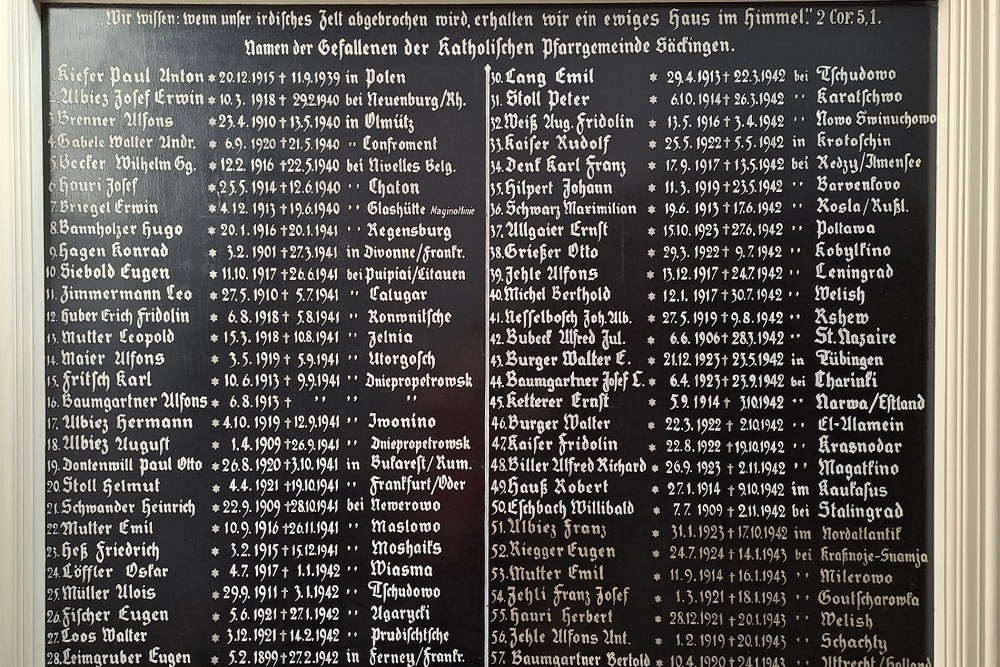 „Wir wissen: wenn unser irdisches Zelt abgebrochen wird, erhalten wir ein ewiges Haus im Himmel." 2 Cor. 5,1.
Namen der Gefallenen der Katholischen Pfarrgemeinde Säckingen.
1. Kiefer Paul Anton * 20.12.1915 † 11.9.1939 in Polen
2. Albiez Josef Erwin * 10.3.1918 † 29.2.1940 bei Neuenburg/Rh.
3. Brenner Alfons * 23.4.1910 † 13.5.1940 in Olmütz
4. Gabele Walter Andr. * 6.9.1920 † 21.5.1940 " Confroment
5. Becker Wilhelm Gg. * 12.2.1916 † 22.5.1940 bei Nivelles Belg.
6. Hauri Josef * 25.5.1914 † 12.6.1940 " Chaton
7. Briegel Erwin * 4.12.1913 † 19.6.1940 " Glashütte Maginotlinie
8. Bannholzer Hugo * 20.1.1916 † 20.1.1941 " Regensburg
9. Hagen Konrad * 3.2.1901 † 27.3.1941 in Divonne/Frankr.
10. Siebold Eugen * 11.10.1917 † 26.6.1941 bei Puipiai/Litauen
11. Zimmermann Leo * 27.5.1910 † 5.7.1941 " Calugar
12. Huber Erich Fridolin * 6.8.1918 † 5.8.1941 " Konwnitsche
13. Mutter Leopold * 15.3.1918 † 10.8.1941 " Zelnia
14. Maier Alfons * 3.5.1919 † 5.9.1941 " Utorgosch
15. Fritsch Karl * 10.6.1913 † 9.9.1941 " Dniepropetrowsk
16. Baumgartner Alfons * 6.8.1913 † " " "
17. Albiez Hermann * 4.10.1919 † 12.9.1941 " Iwonino
18. Albiez August * 1.4.1909 † 26.9.1941 " Dniepropetrowsk
19. Dontenwill Paul Otto * 26.8.1920 † 3.10.1941 in Bukarest/Rum.
20. Stoll Helmut * 4.4.1921 † 19.10.1941 " Frankfurt/Oder
21. Schwander Heinrich * 22.9.1909 † 28.10.1941 bei Newerowo
22. Mutter Emil * 10.9.1916 † 26.11.1941 " Maslowo
23. Heß Friedrich * 3.2.1915 † 15.12.1941 " Moshaiks
24. Löffler Oskar * 4.7.1917 † 1.1.1942 " Wiasma
25. Müller Alois * 29.9.1911 † 3.1.1942 " Tschudowo
26. Fischer Eugen * 5.6.1921 † 27.1.1942 " Agarycki
27. Loos Walter * 3.12.1921 † 14.2.1942 " Prudischtsche
28. Leimgruber Eugen * 5.2.1899 † 27.2.1942 in Ferney/Frankr.
30. Lang Emil * 29.4.1913 † 22.3.1942 bei Tschudowo
31. Stoll Peter * 6.10.1914 † 26.3.1942 " Karatschwo
32. Weiß Aug. Fridolin * 13.5.1916 † 3.4.1942 " Nowo Swinuchowo
33. Kaiser Rudolf * 25.5.1922 † 5.5.1942 in Krotoschin
34. Denk Karl Franz * 17.9.1917 † 13.5.1942 bei Redzy/Ilmensee
35. Hilpert Johann * 11.3.1919 † 23.5.1942 " Barvenkovo
36. Schwarz Maximilian * 19.6.1913 † 17.6.1942 " Rosla/Rußl.
37. Allgaier Ernst * 15.10.1923 † 27.6.1942 " Poltawa
38. Grießer Otto * 29.3.1922 † 9.7.1942 " Kobylkino
39. Jehle Alfons * 13.12.1917 † 24.7.1942 " Leningrad
40. Michel Berthold * 12.1.1917 † 30.7.1942 " Welish
41. Nesselbosch Joh. Alb. * 27.5.1919 † 9.8.1942 " Rshew
42. Bubeck Alfred Jul. * 6.6.1906 † 28.3.1942 " St. Nazaire
43. Burger Walter E. * 21.12.1923 † 23.5.1942 in Tübingen
44. Baumgartner Josef L. * 6.4.1923 † 23.9.1942 bei Charinki
45. Ketterer Ernst * 5.9.1914 † 3.10.1942 " Narwa/Estland
46. Burger Walter * 22.3.1922 † 2.10.1942 " El-Alamein
47. Kaiser Fridolin * 22.8.1922 † 19.10.1942 " Krasnodar
48. Biller Alfred Richard * 26.9.1923 † 2.11.1942 " Magatkino
49. Hauß Robert * 27.1.1914 † 9.10.1942 im Kaukasus
50. Eschbach Willibald * 7.7.1909 † 2.11.1942 bei Stalingrad
51. Albiez Franz * 31.1.1923 † 17.10.1942 im Nordatlantik
52. Riegger Eugen * 24.7.1924 † 14.1.1943 bei Kraßnoje-Snamja
53. Mutter Emil * 11.9.1914 † 16.1.1943 " Milerowo
54. Jehli Franz Josef * 1.3.1921 † 18.1.1943 " Goutscharowka
55. Hauri Herbert * 28.12.1921 † 20.1.1943 " Welish
56. Jehle Alfons Ant. * 1.2.1919 † 20.1.1943 " Schachty
57. Baumgartner Bertold * 10.4.1920 † 24.1.1943 " Utrecht/Holland